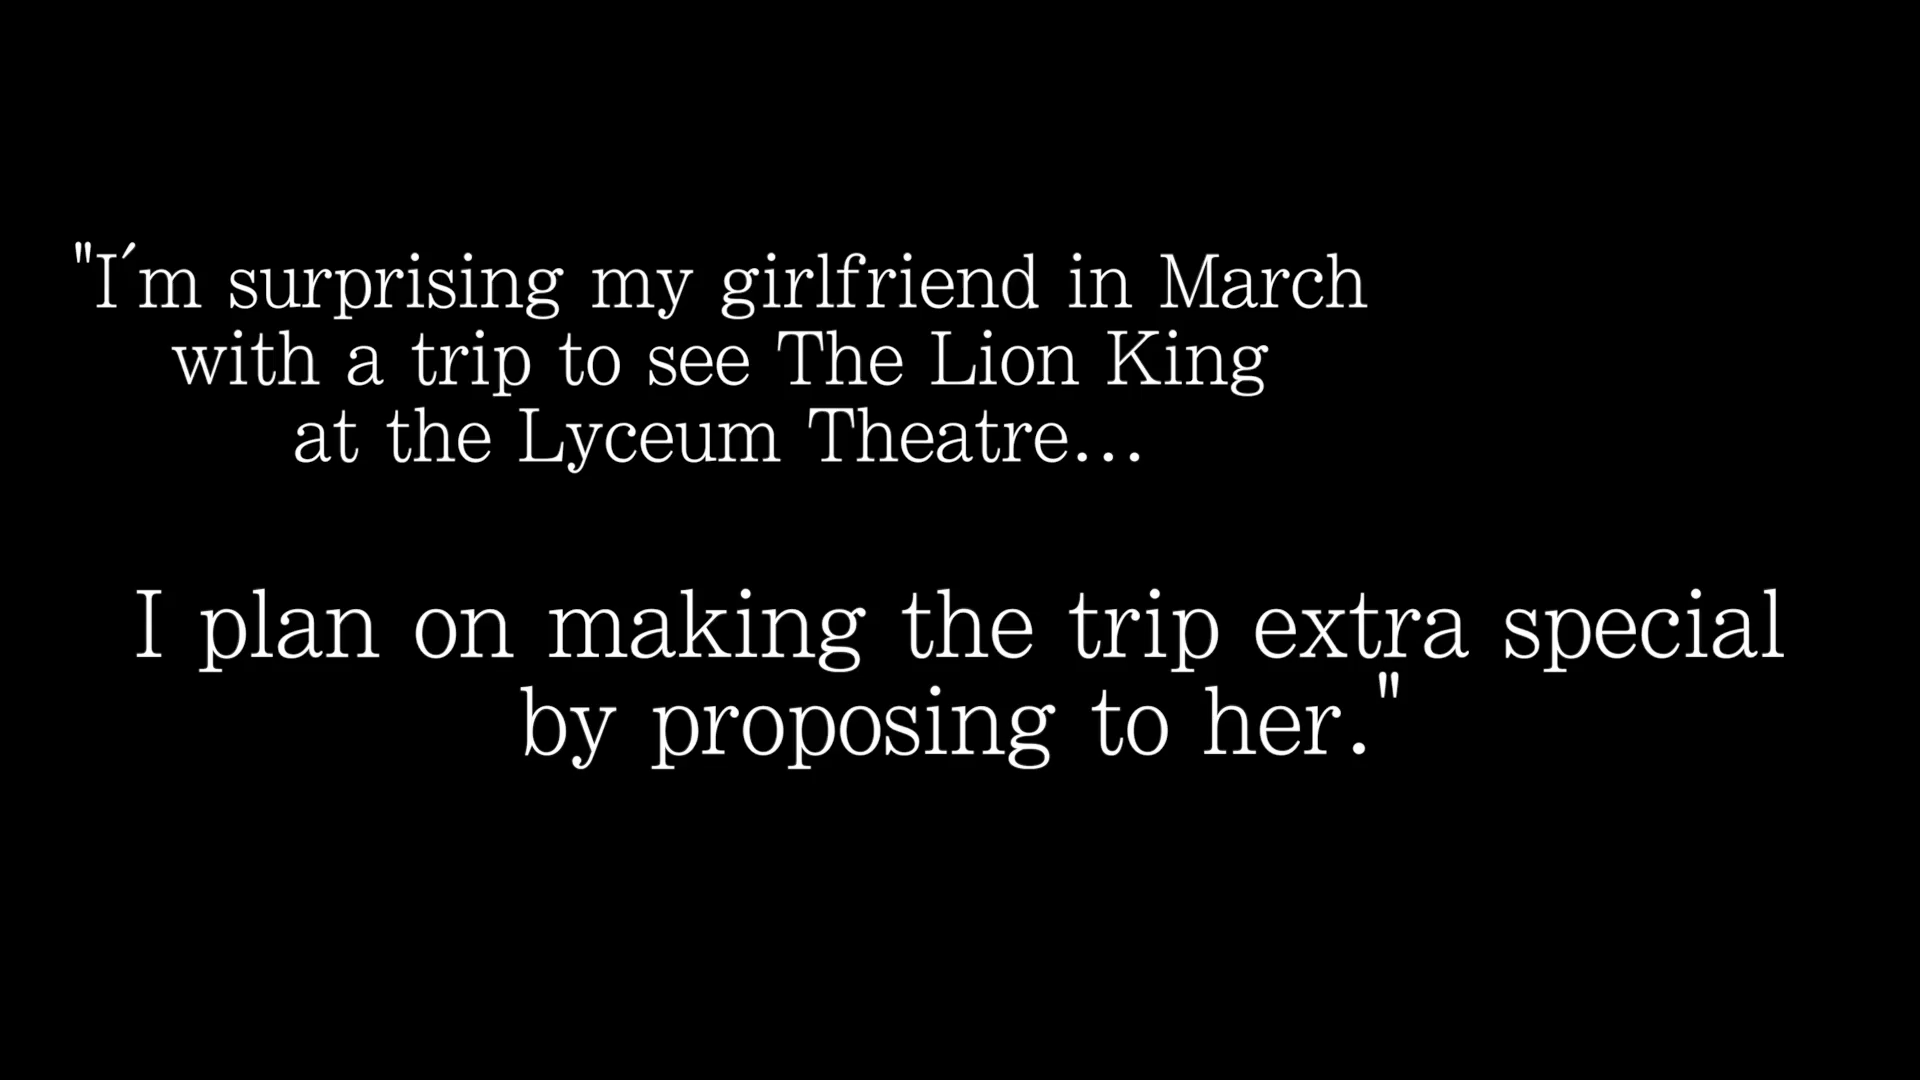 "I´m surprising my girlfriend in March
with a trip to see The Lion King
at the Lyceum Theatre...
I plan on making the trip extra special
by proposing to her."